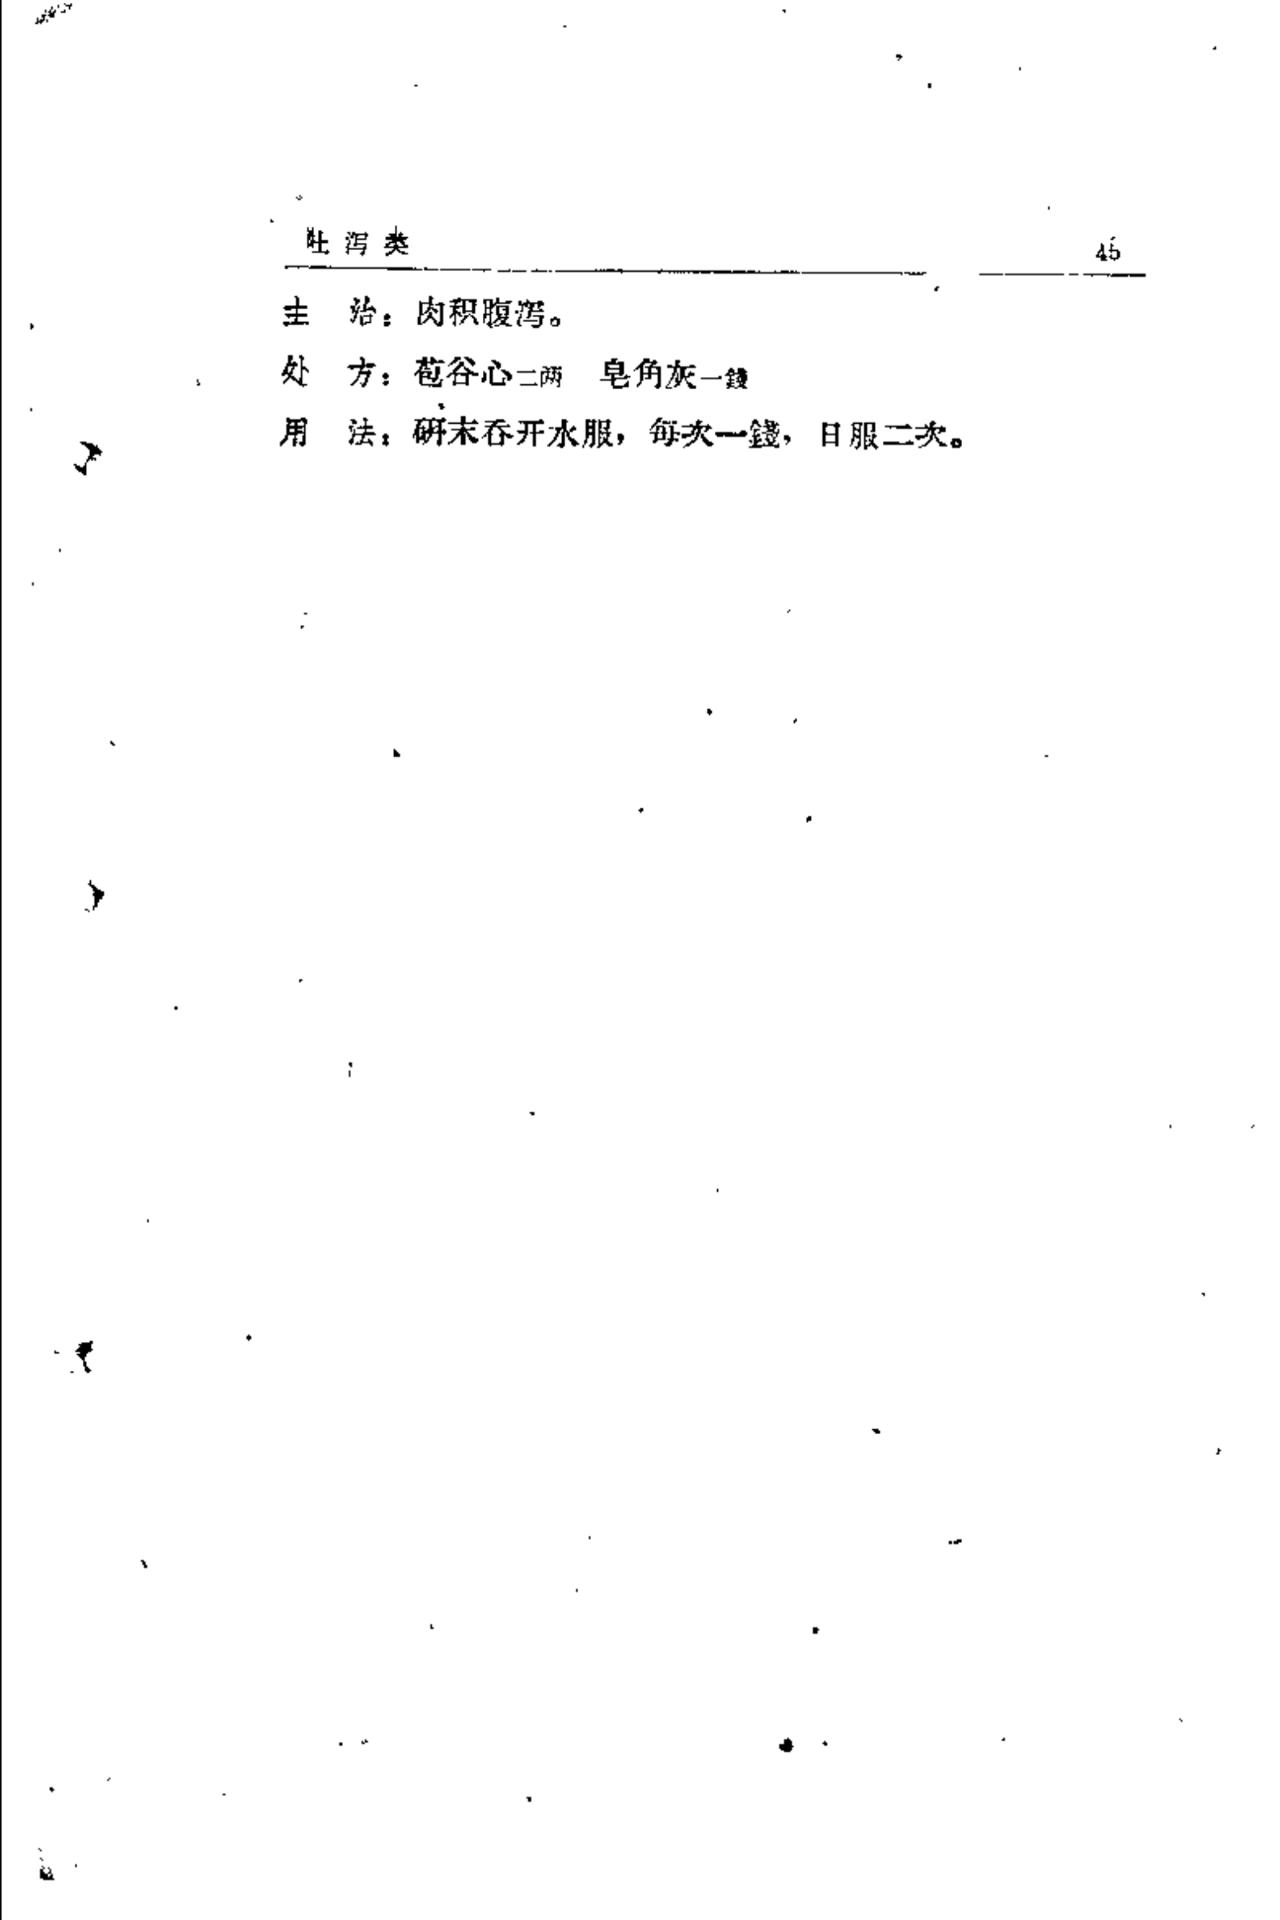 吐泻类 45
主 治：肉积腹泻。
处 方：苞谷心二两 皂角灰一錢
用 法：研末吞开水服，每次一錢，日服二次。